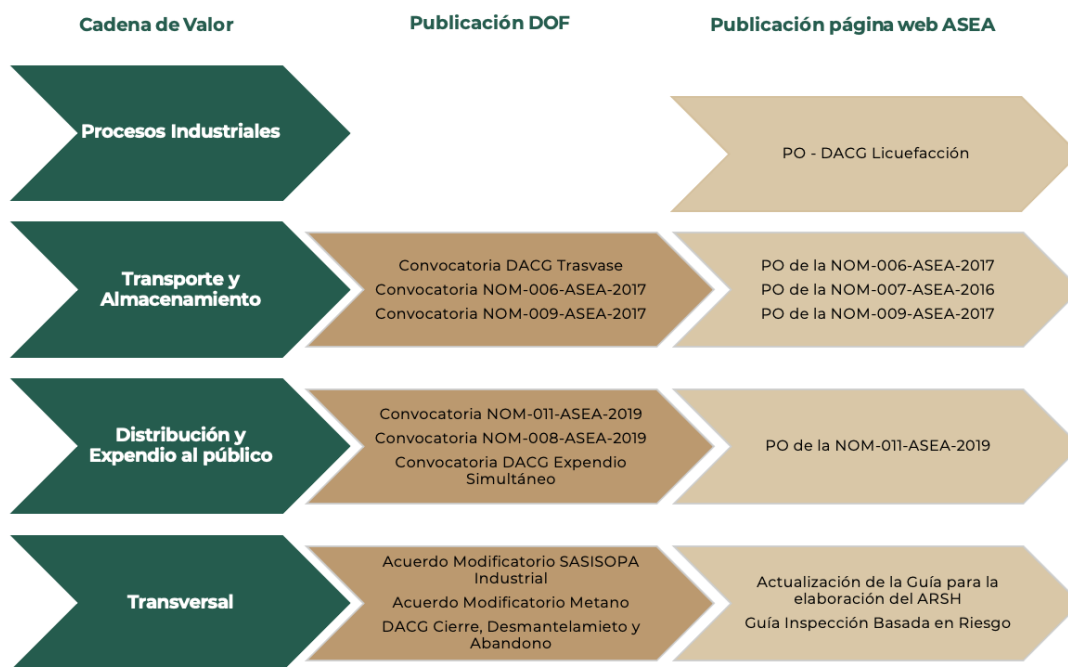 Cadena de Valor
Publicación DOF
Publicación página web ASEA
Procesos Industriales
PO - DACG Licuefacción
Transporte y
Almacenamiento
Convocatoria DACG Trasvase
Convocatoria NOM-006-ASEA-2017
Convocatoria NOM-009-ASEA-2017
PO de la NOM-006-ASEA-2017
PO de la NOM-007-ASEA-2016
PO de la NOM-009-ASEA-2017
Distribución y
Expendio al público
Convocatoria NOM-011-ASEA-2019
Convocatoria NOM-008-ASEA-2019
Convocatoria DACG Expendio
Simultáneo
PO de la NOM-011-ASEA-2019
Transversal
Acuerdo Modificatorio SASISOPA
Industrial
Acuerdo Modificatorio Metano
DACG Cierre, Desmantelamieto y
Abandono
Actualización de la Guía para la
elaboración del ARSH
Guía Inspección Basada en Riesgo